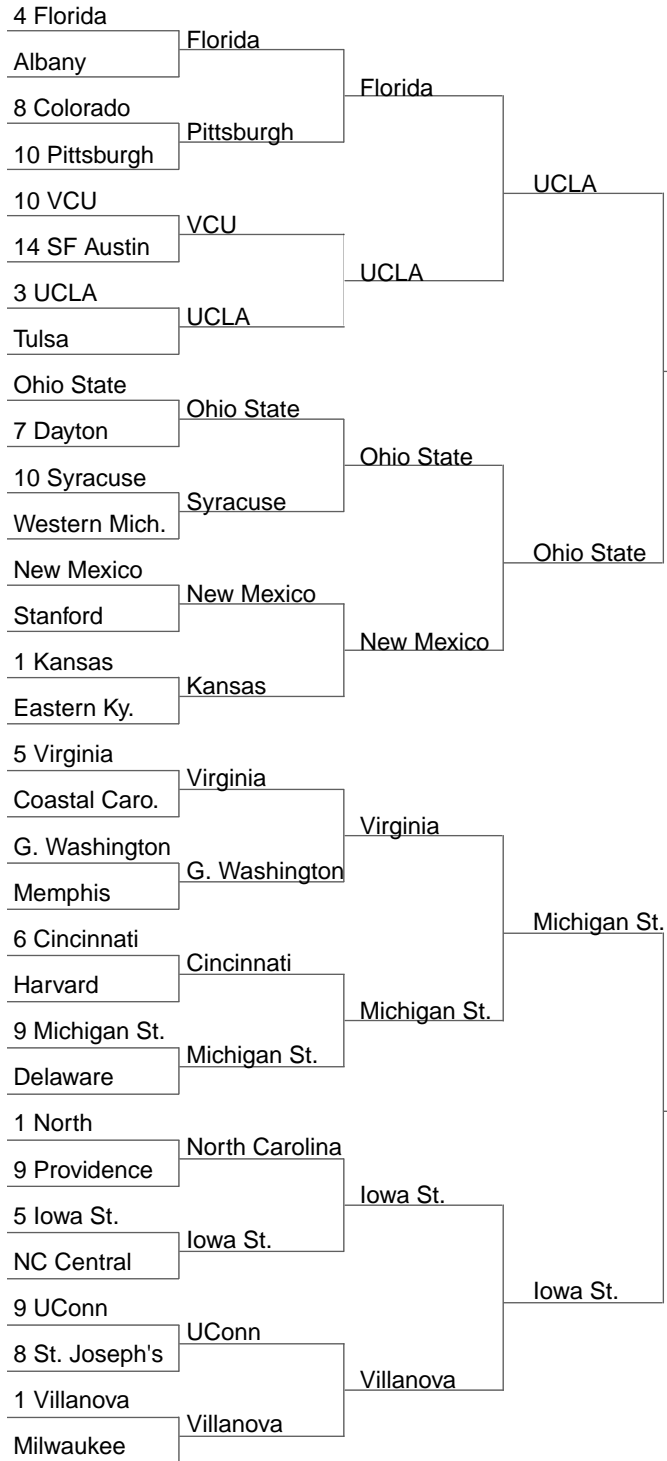 4 Florida
Florida
Albany
Florida
8 Colorado
Pittsburgh
10 Pittsburgh
UCLA
10 VCU
VCU
14 SF Austin
UCLA
3 UCLA
UCLA
Tulsa
Ohio State
Ohio State
7 Dayton
Ohio State
10 Syracuse
Syracuse
Western Mich.
Ohio State
New Mexico
New Mexico
Stanford
New Mexico
1 Kansas
Kansas
Eastern Ky.
5 Virginia
Virginia
Coastal Caro.
Virginia
G. Washington
G. Washington
Memphis
Michigan St.
6 Cincinnati
Cincinnati
Harvard
Michigan St.
9 Michigan St.
Michigan St.
Delaware
1 North
North Carolina
9 Providence
Iowa St.
5 Iowa St.
Iowa St.
NC Central
Iowa St.
9 UConn
UConn
8 St. Joseph's
Villanova
1 Villanova
Villanova
Milwaukee